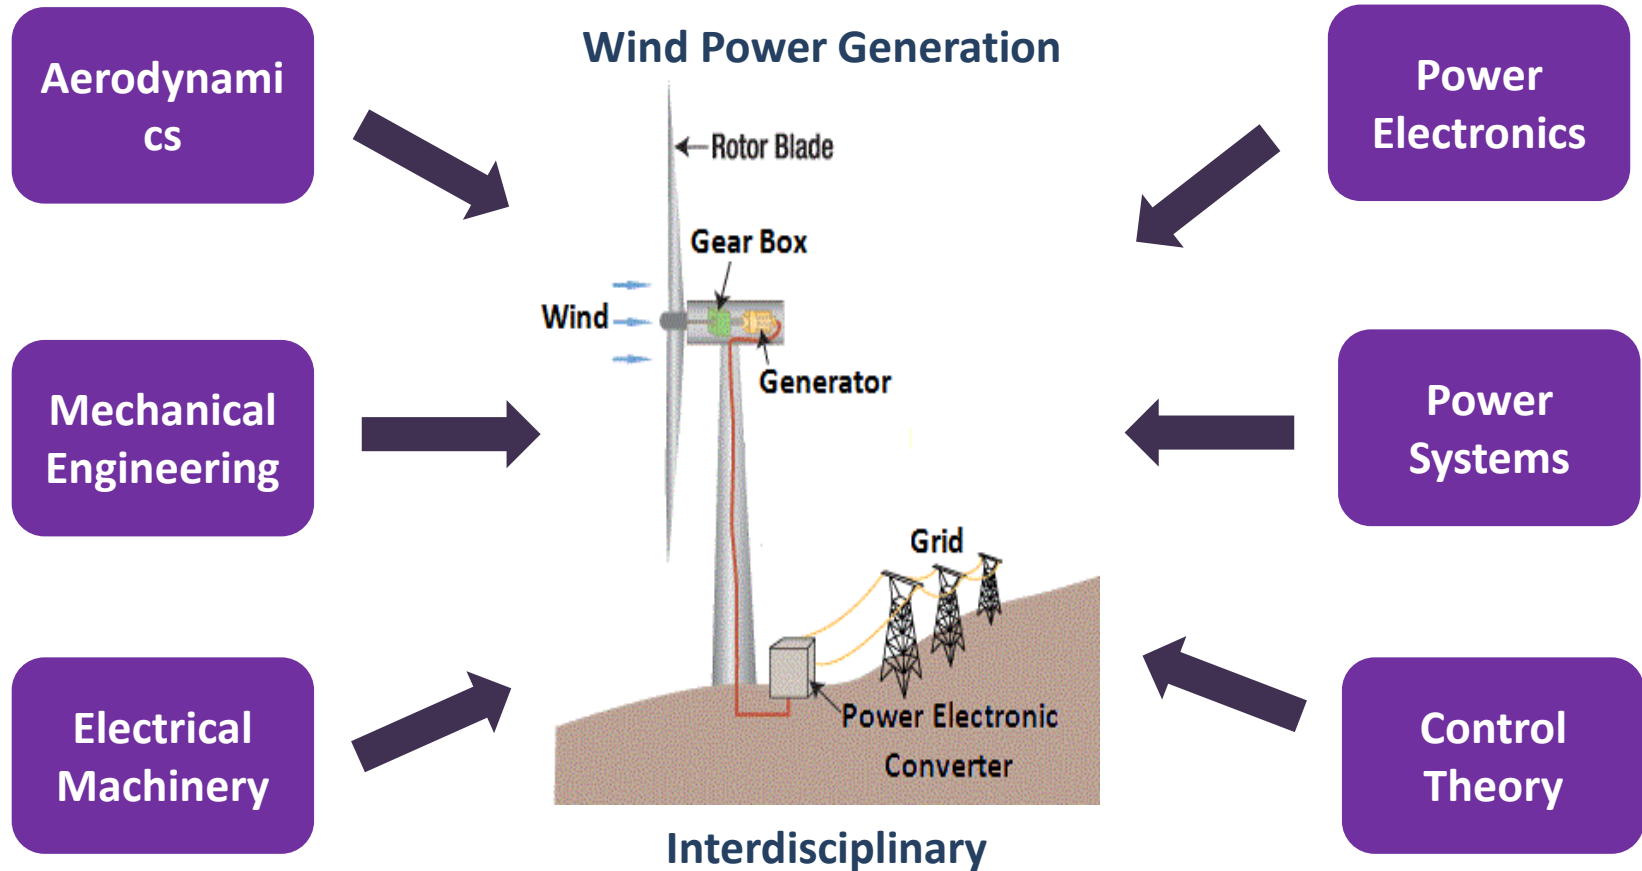 Wind Power Generation
Aerodynami
cs
Mechanical
Engineering
Electrical
Machinery
Rotor Blade
Gear Box
Wind
Generator
Grid
Power Electronic
Converter
Power
Electronics
Power
Systems
Control
Theory
Interdisciplinary